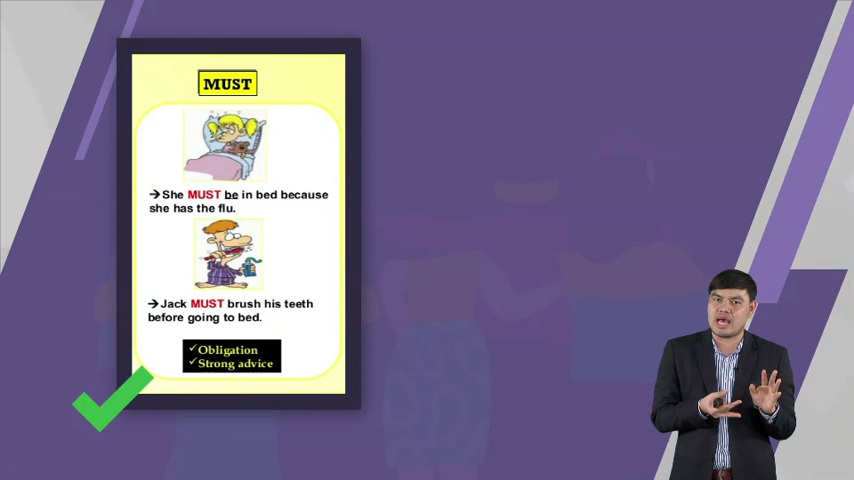 MUST
→She MUST be in bed because
she has the flu.
→Jack MUST brush his teeth
before going to bed.
✓Obligation
✓Strong advice